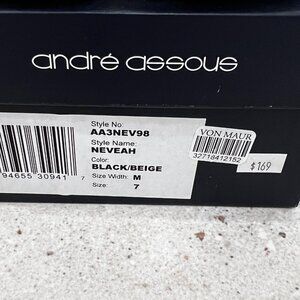 andré assous
Style No:
AA3NEV98
Style Name:
NEVEAH
Color:
BLACK/BEIGE
Size Width: M
Size: 7
94655 30941 7
VON MAUR
32718412152
$169